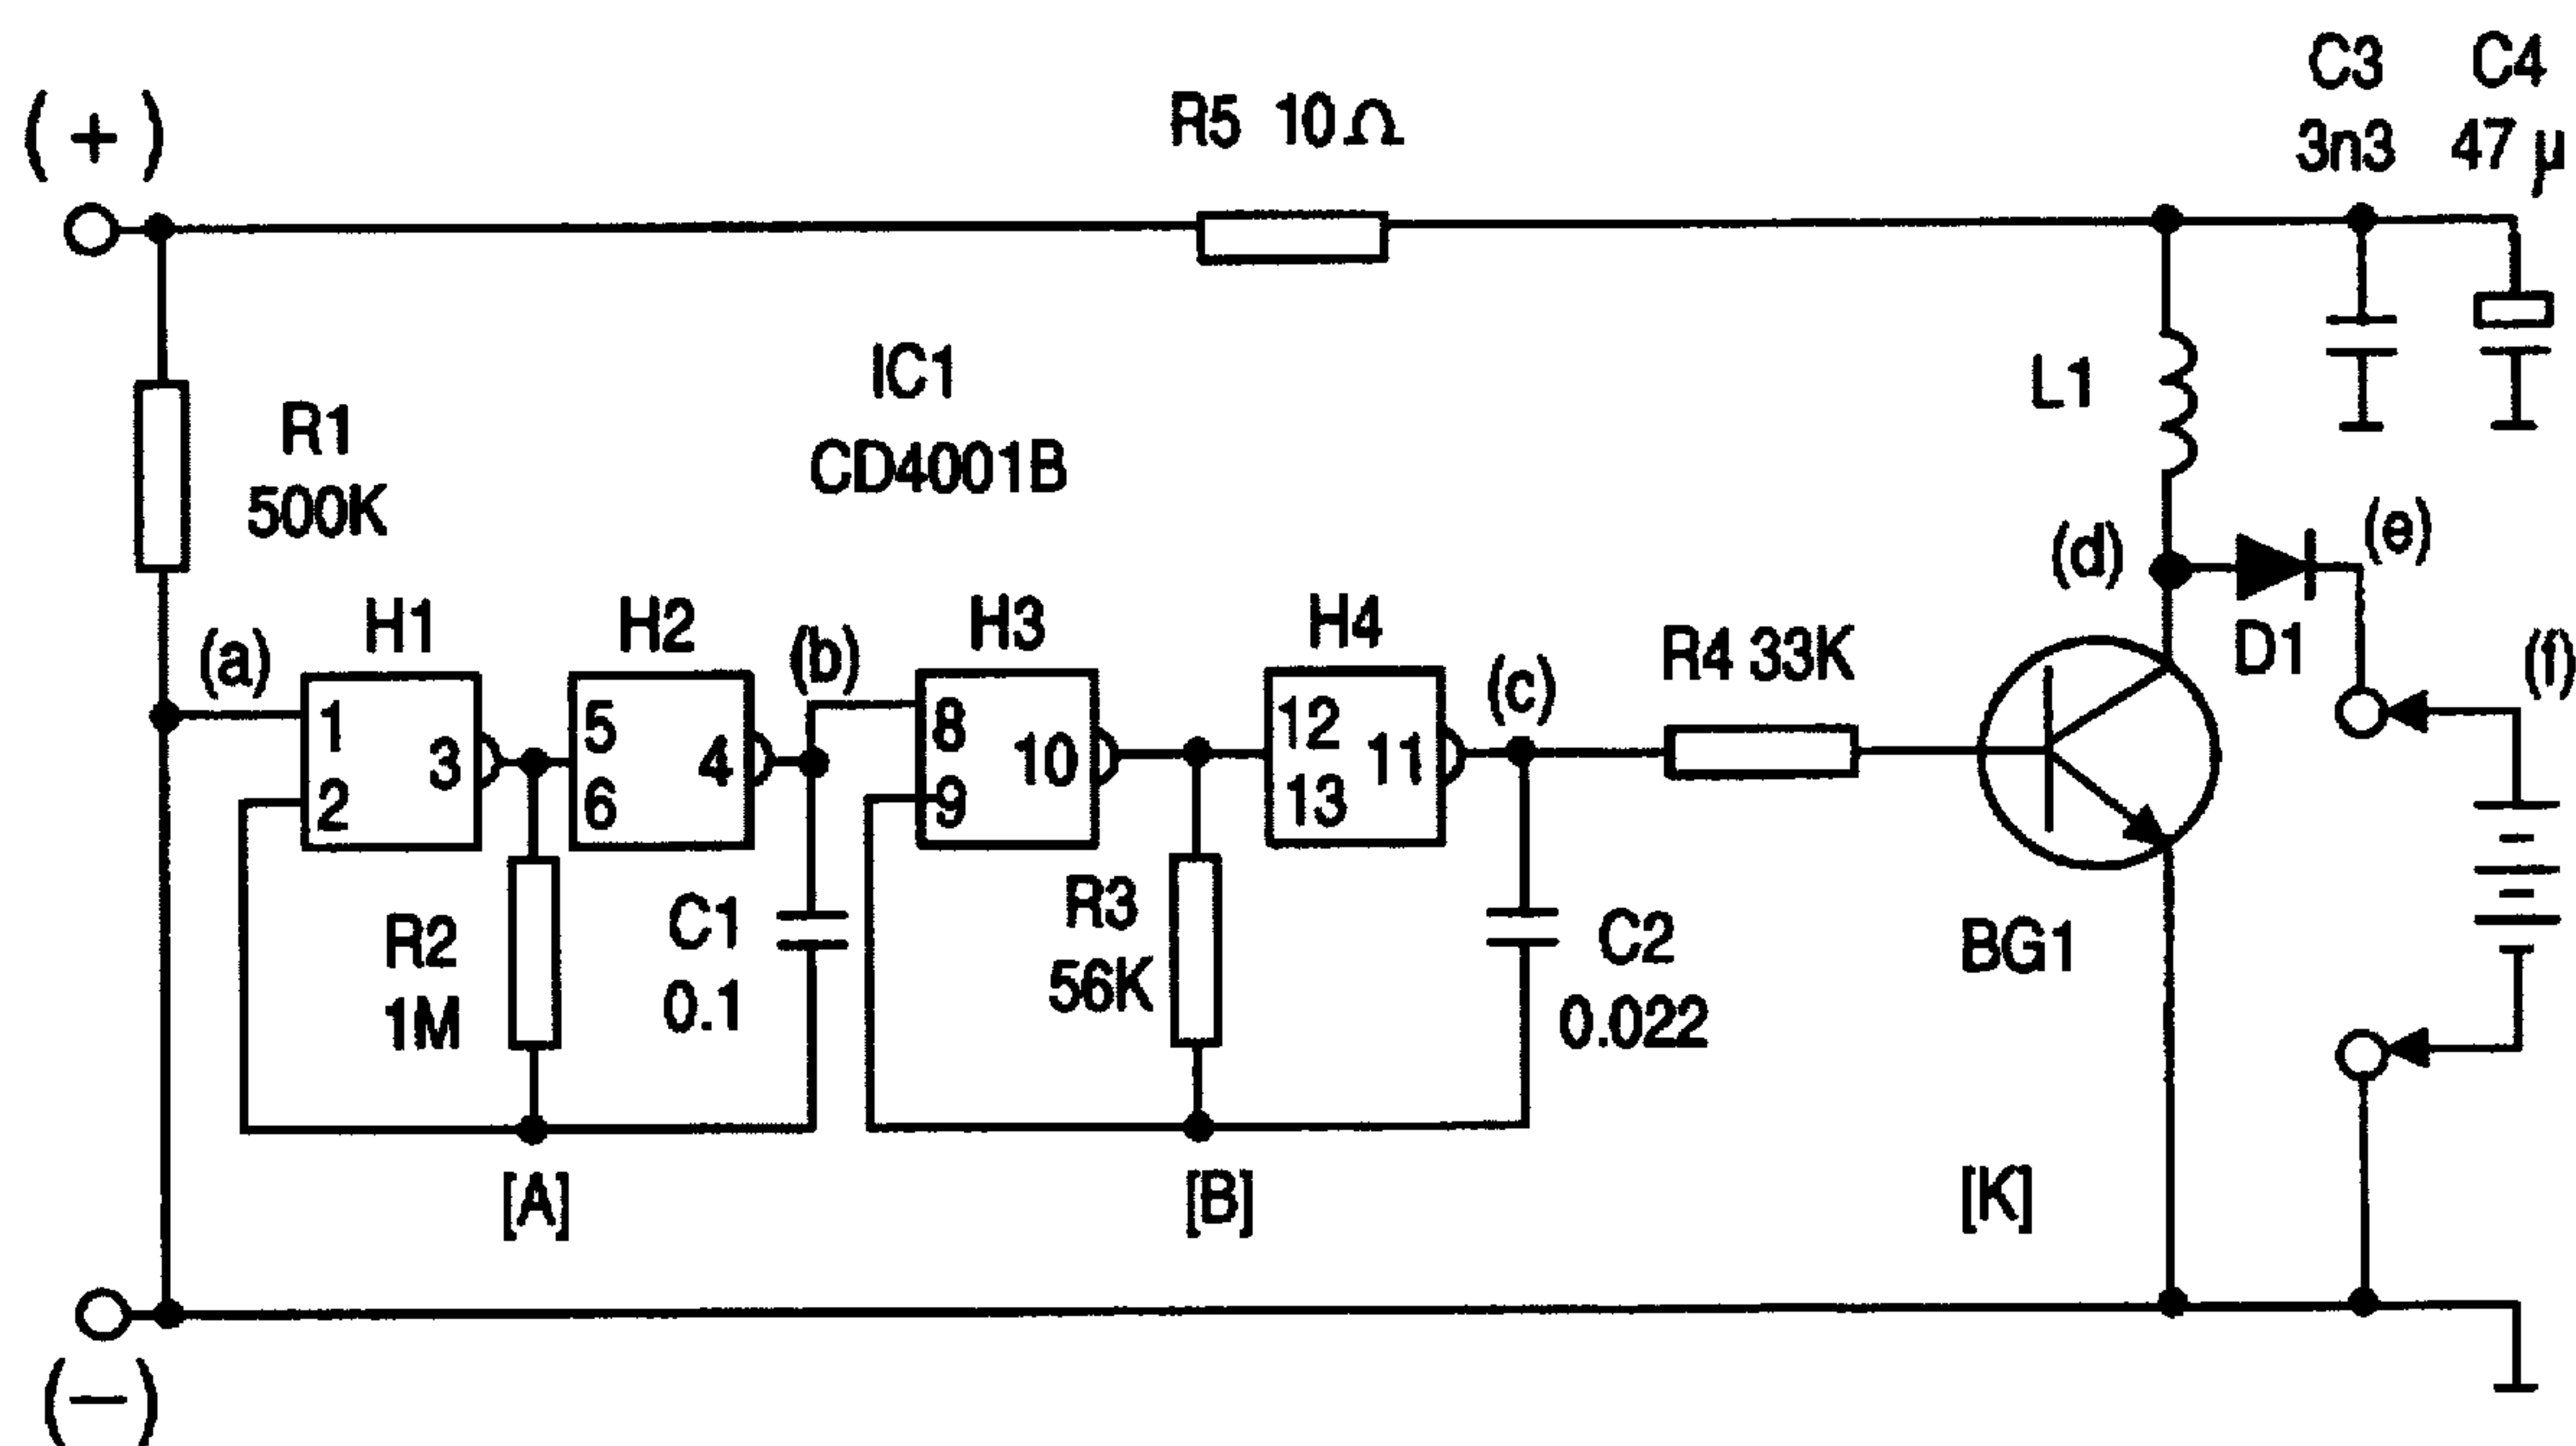 C3 C4
3n3 47 μ
( + )
R5 10 Ω
IC1
CD4001B
R1
500K
L1
(d)
(e)
D1
(a)
H1
H2
(b)
H3
H4
(c)
R4 33K
(f)
1
2
3
5
6
4
8
9
10
12
13
11
R2
1M
C1
0.1
R3
56K
C2
0.022
BG1
[A]
[B]
[K]
(—)